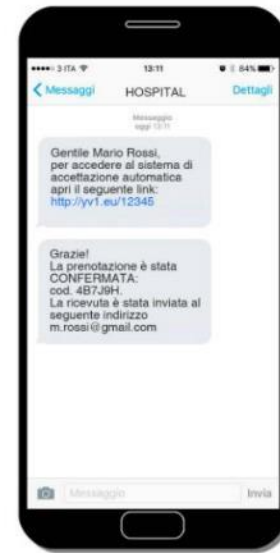 3 ITA 13:11 84%
Messaggi HOSPITAL Dettagli
Messaggio
oggi 13:11
Gentile Mario Rossi,
per accedere al sistema di
accettazione automatica
apri il seguente link:
http://yv1.eu/12345
Grazie!
La prenotazione è stata
CONFERMATA:
cod. 4B7J9H.
La ricevuta è stata inviata al
seguente indirizzo
m.rossi@gmail.com
Messaggio Invia